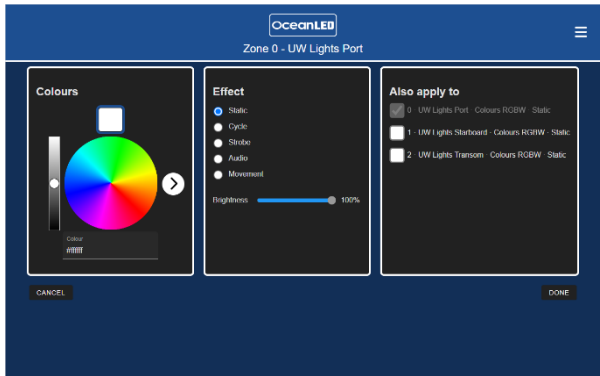 OceanLED
Zone 0 - UW Lights Port
Colours
Colour
#ffffff
Effect
Static
Cycle
Strobe
Audio
Movement
Brightness 100%
Also apply to
0 - UW Lights Port - Colours RGBW - Static
1 - UW Lights Starboard - Colours RGBW - Static
2 - UW Lights Transom - Colours RGBW - Static
CANCEL
DONE